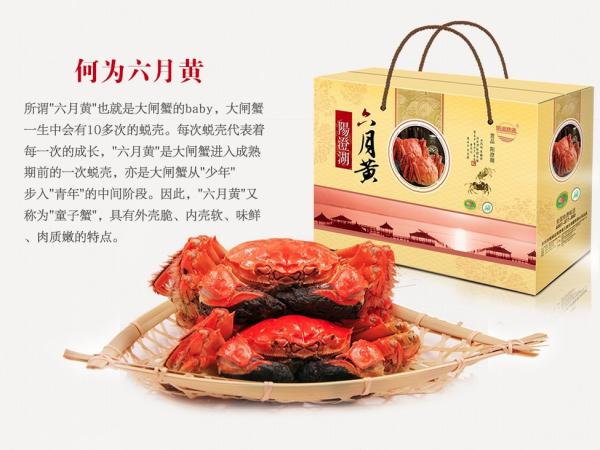 何为六月黄
所谓"六月黄"也就是大闸蟹的baby，大闸蟹
一生中会有10多次的蜕壳。每次蜕壳代表着
每一次的成长，"六月黄"是大闸蟹进入成熟
期前的一次蜕壳，亦是大闸蟹从"少年"
步入"青年"的中间阶段。因此，"六月黄"又
称为"童子蟹"，具有外壳脆、内壳软、味鲜
、肉质嫩的特点。
六月黄
陽澄湖